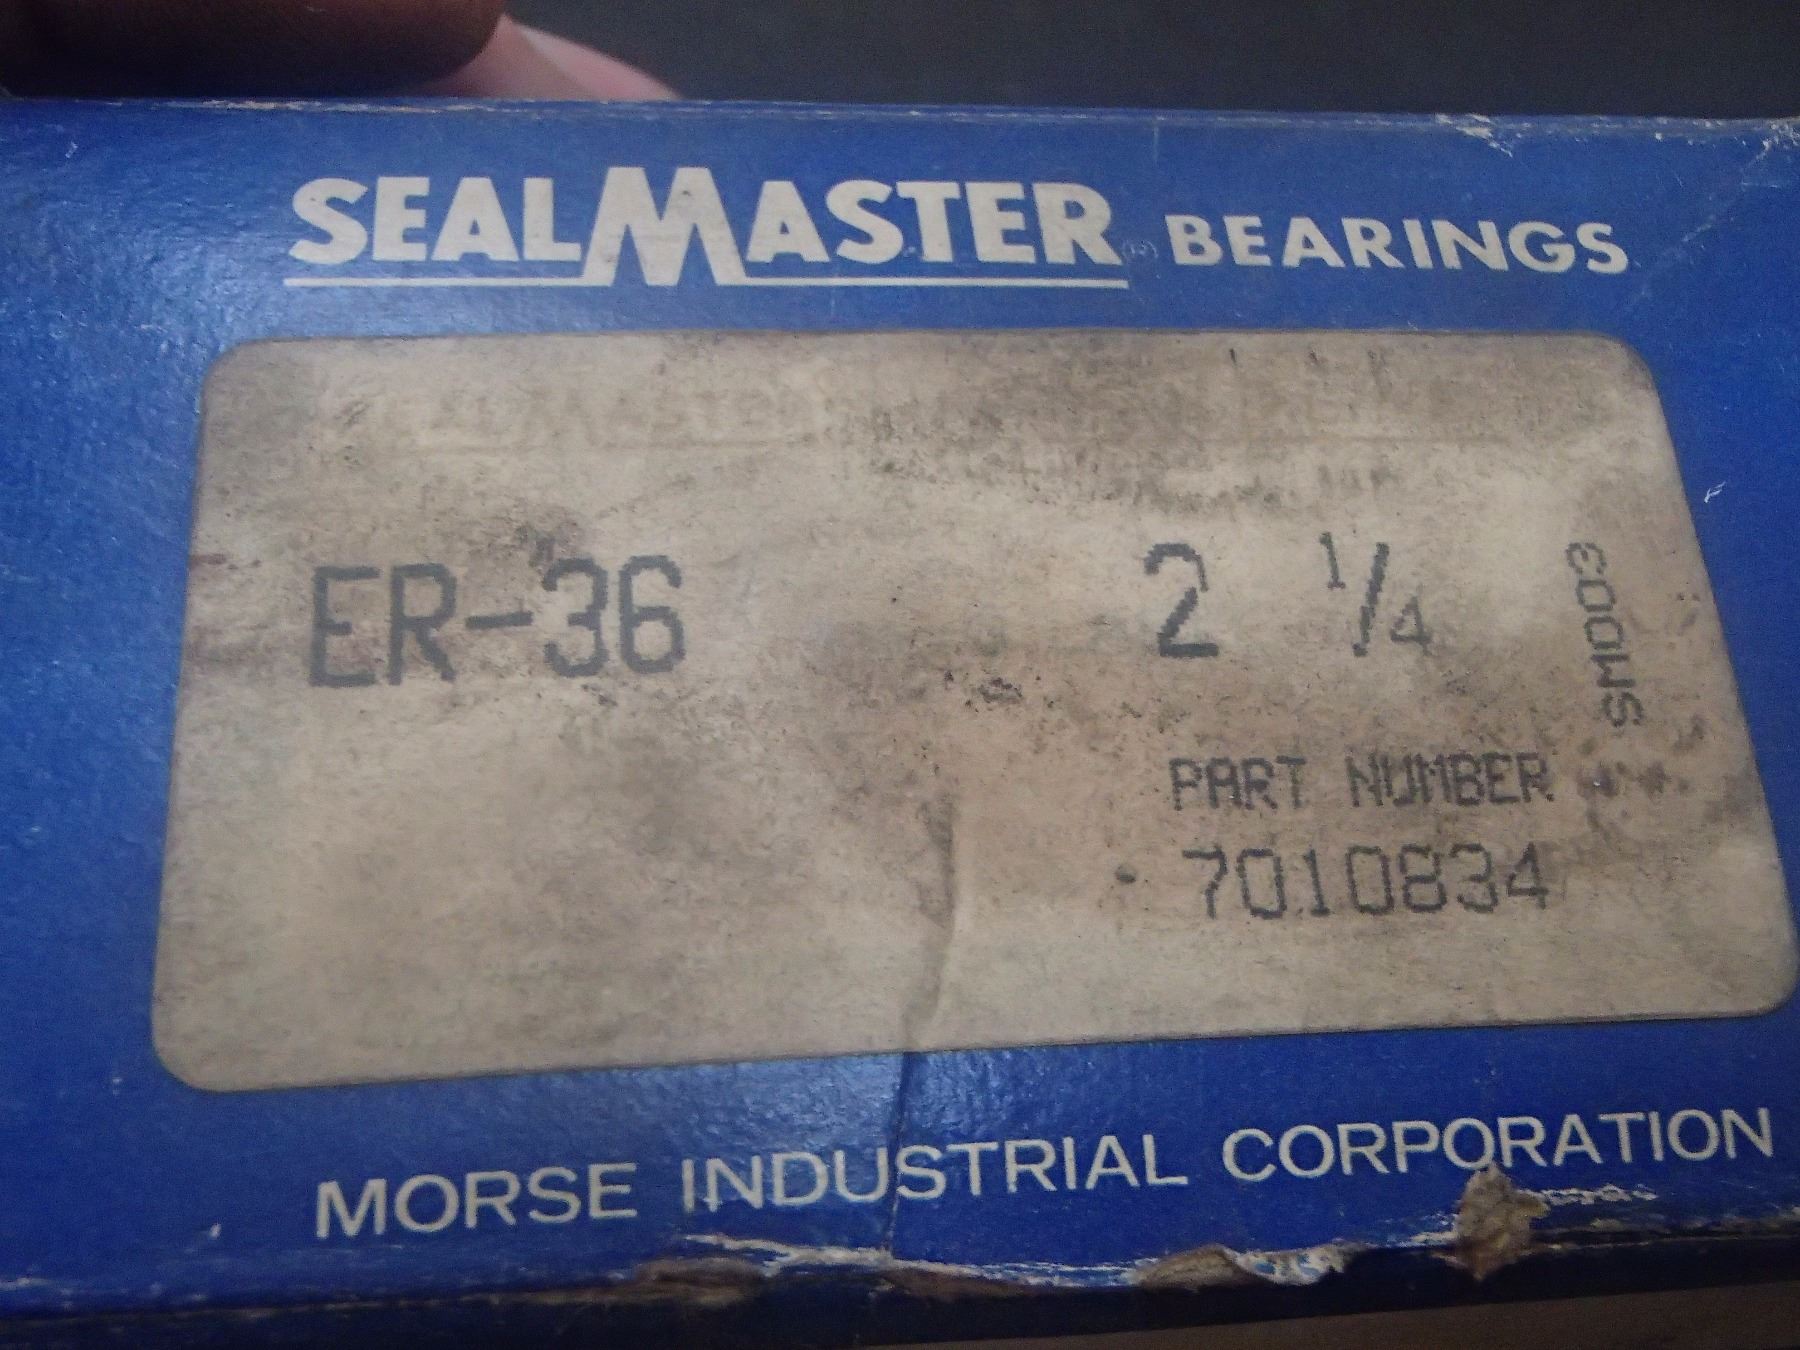 SEALMASTER® BEARINGS
ER-36 2 1/4
SM003
PART NUMBER
7010834
MORSE INDUSTRIAL CORPORATION